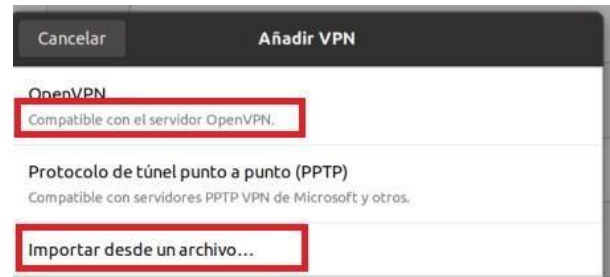 Cancelar Añadir VPN
OpenVPN
Compatible con el servidor OpenVPN.
Protocolo de túnel punto a punto (PPTP)
Compatible con servidores PPTP VPN de Microsoft y otros.
Importar desde un archivo…